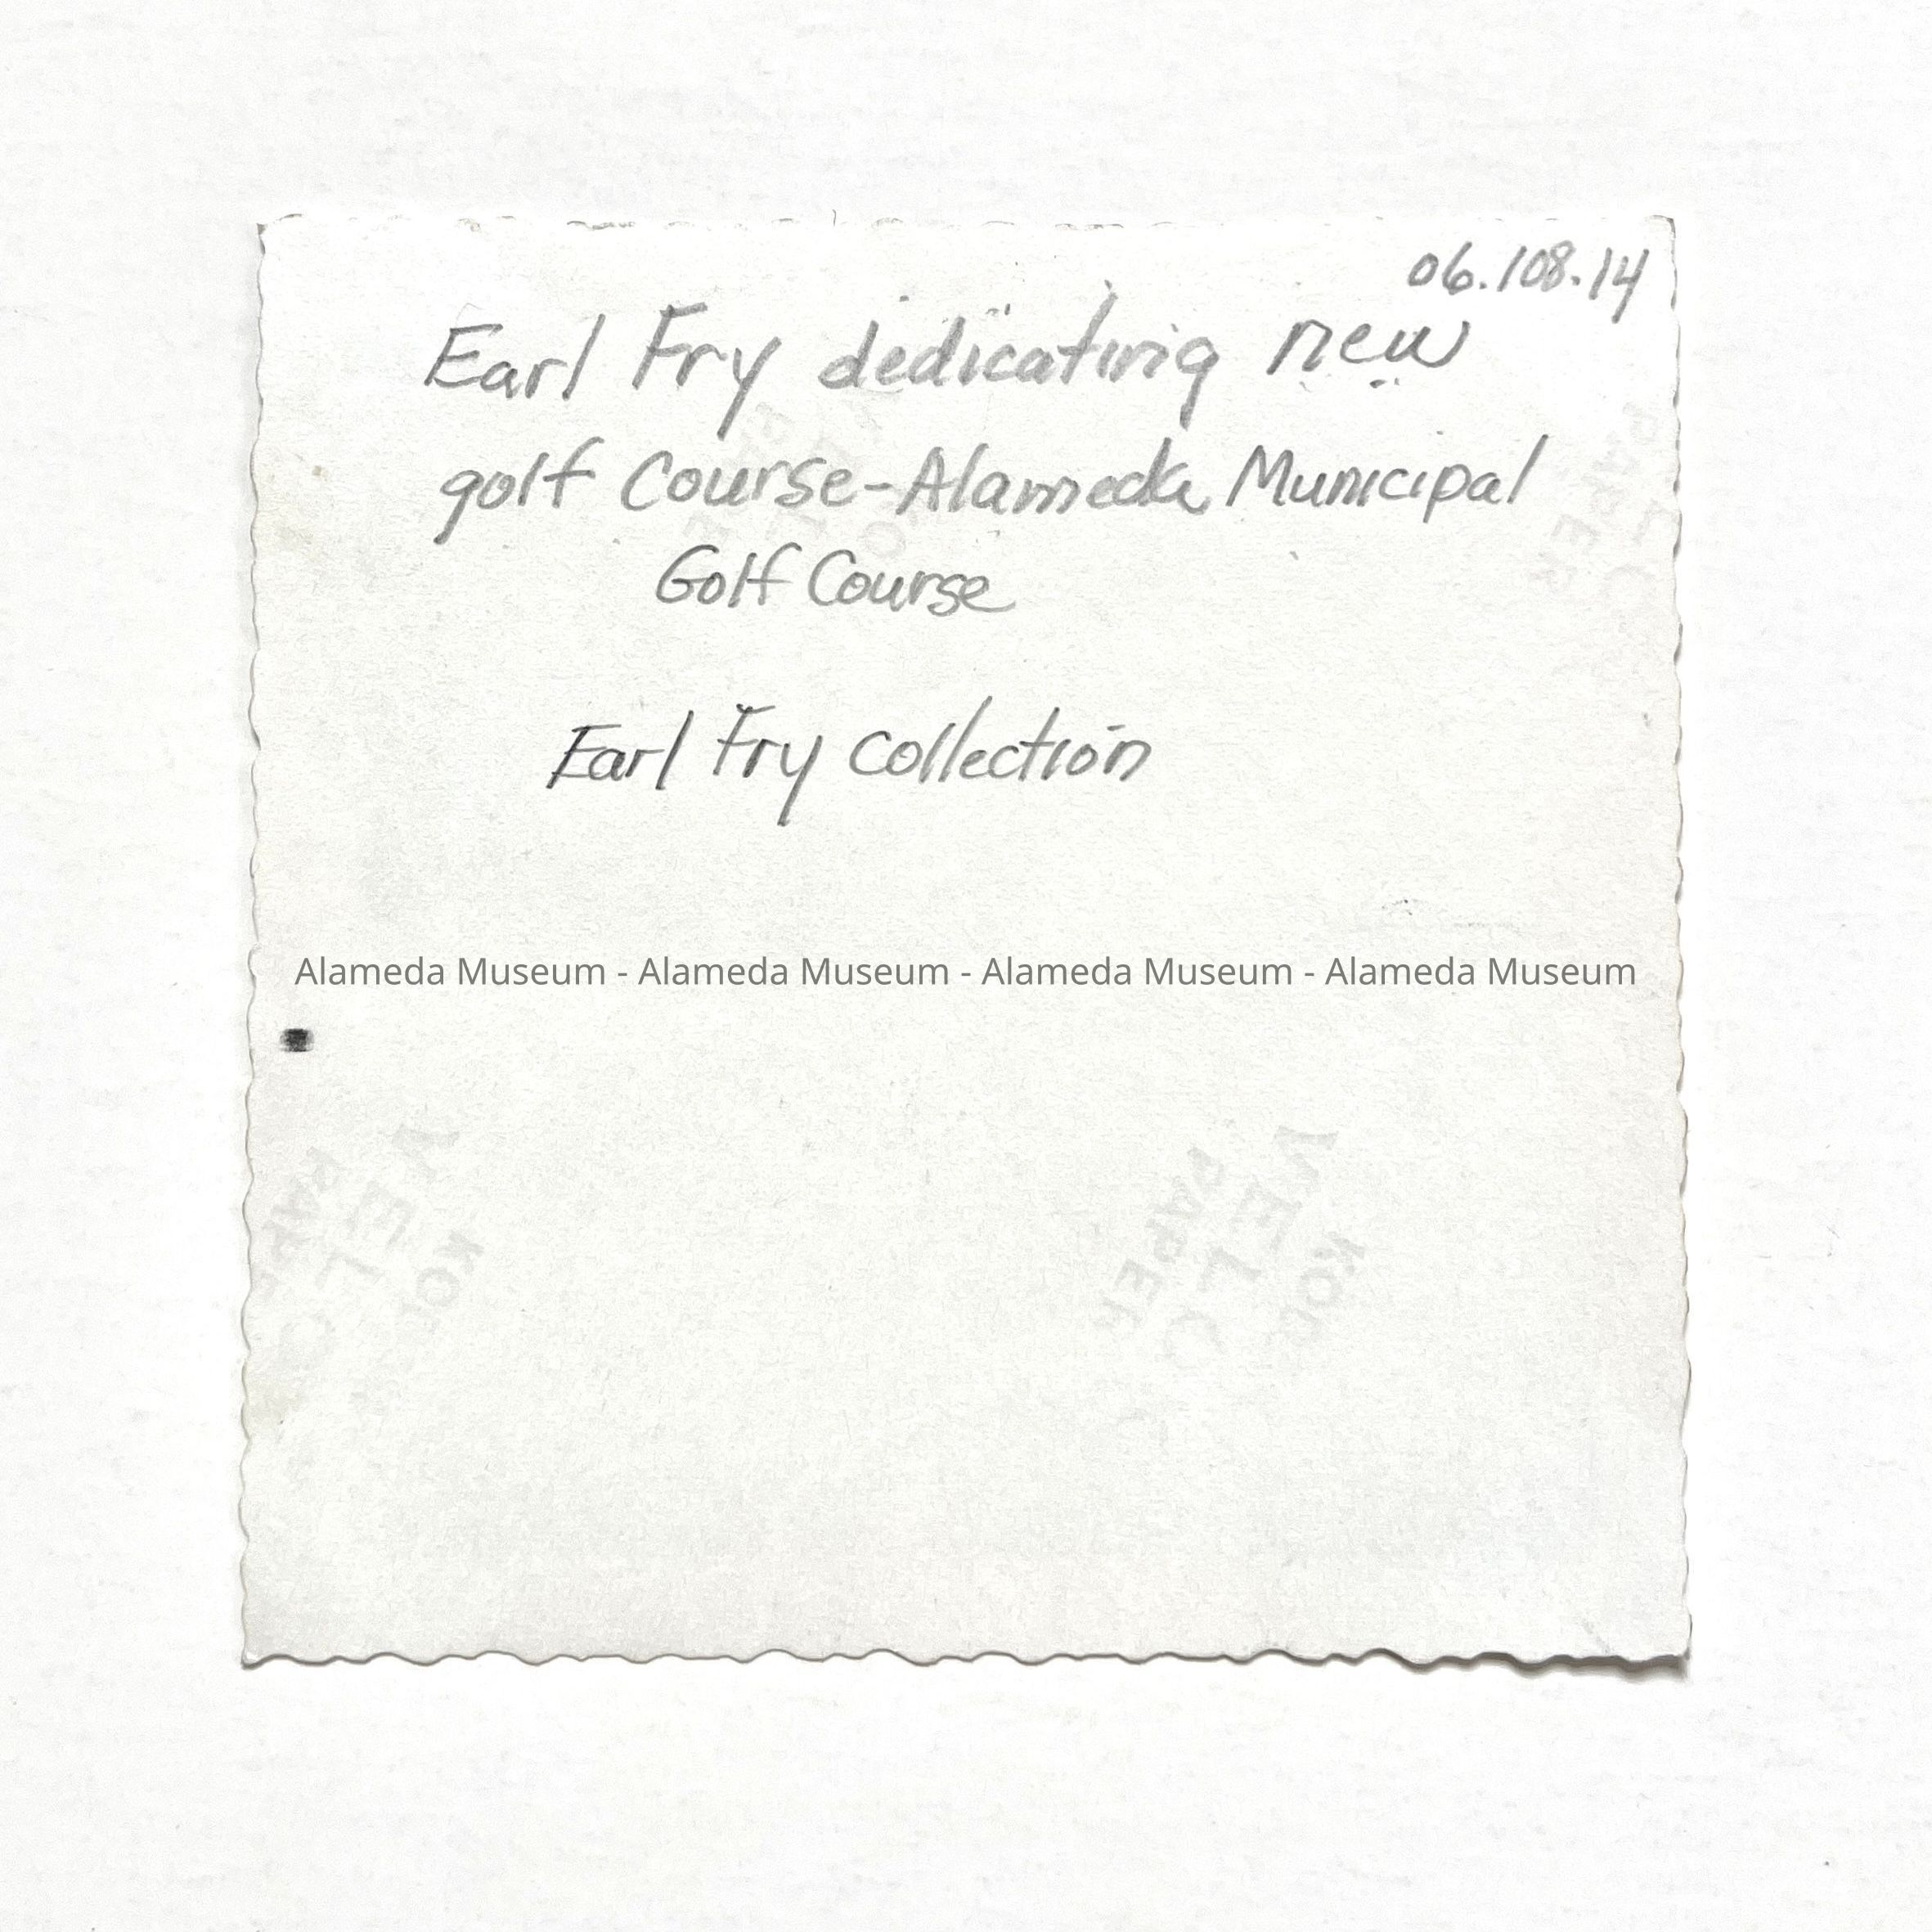 06.108.14
Earl Fry dedicating new
golf Course-Alameda Municipal
Golf Course
Earl Fry Collection
Alameda Museum - Alameda Museum - Alameda Museum - Alameda Museum